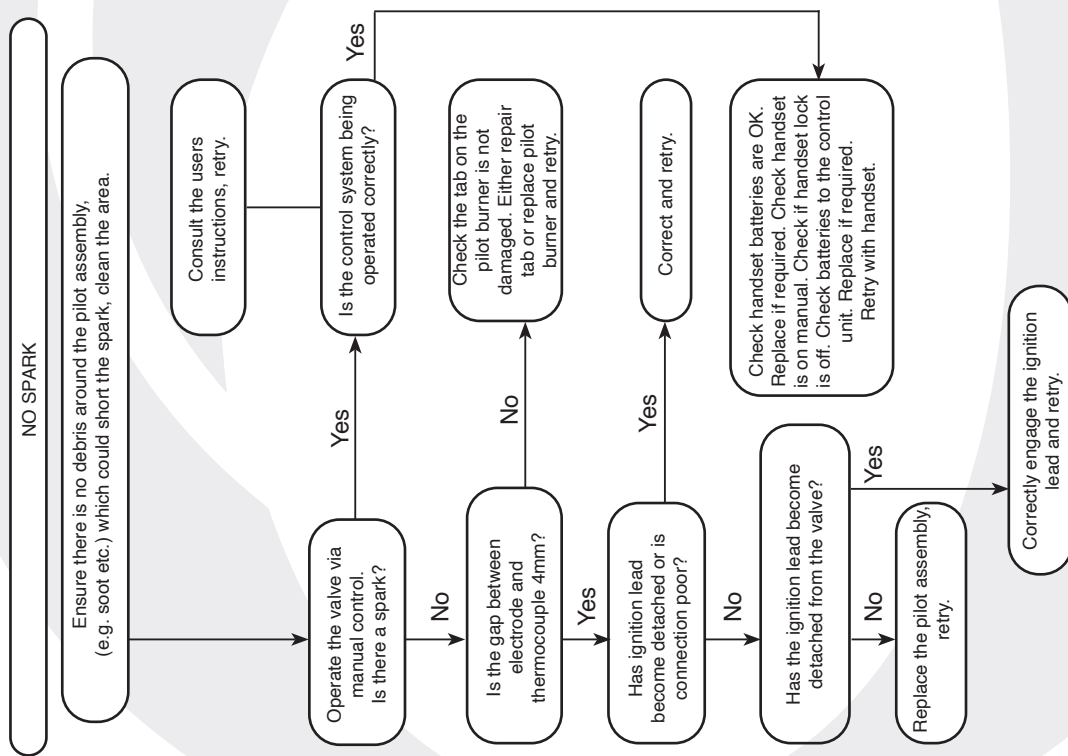 NO SPARK
Ensure there is no debris around the pilot assembly,
(e.g. soot etc.) which could short the spark, clean the area.
Consult the users
instructions, retry.
Operate the valve via
manual control.
Is there a spark?
Yes
Is the control system being
operated correctly?
Yes
No
Is the gap between
electrode and
thermocouple 4mm?
No
Check the tab on the
pilot burner is not
damaged. Either repair
tab or replace pilot
burner and retry.
Yes
Has ignition lead
become detached or is
connection poor?
Yes
Correct and retry.
No
Has the ignition lead become
detached from the valve?
Check handset batteries are OK.
Replace if required. Check handset
is on manual. Check if handset lock
is off. Check batteries to the control
unit. Replace if required.
Retry with handset.
No
Yes
Replace the pilot assembly,
retry.
Correctly engage the ignition
lead and retry.